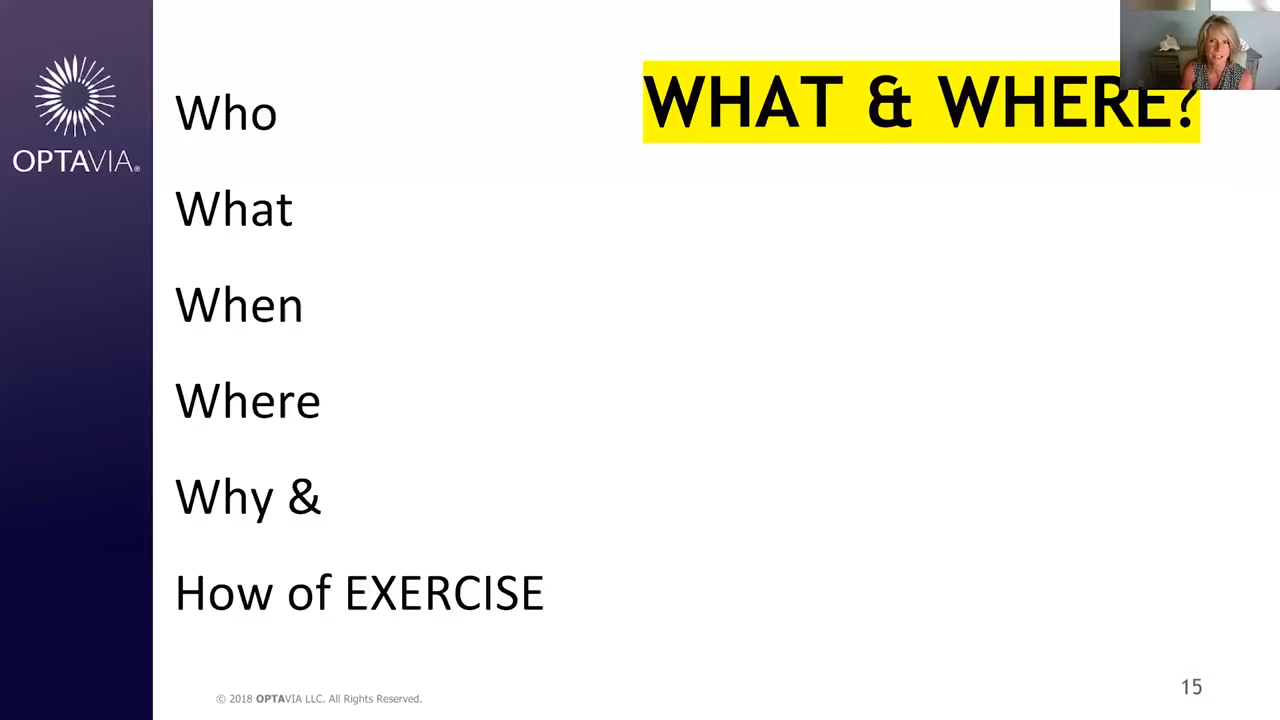 OPTAVIA®
WHAT & WHERE?
Who
What
When
Where
Why &
How of EXERCISE
© 2018 OPTAVIA LLC. All Rights Reserved.
15